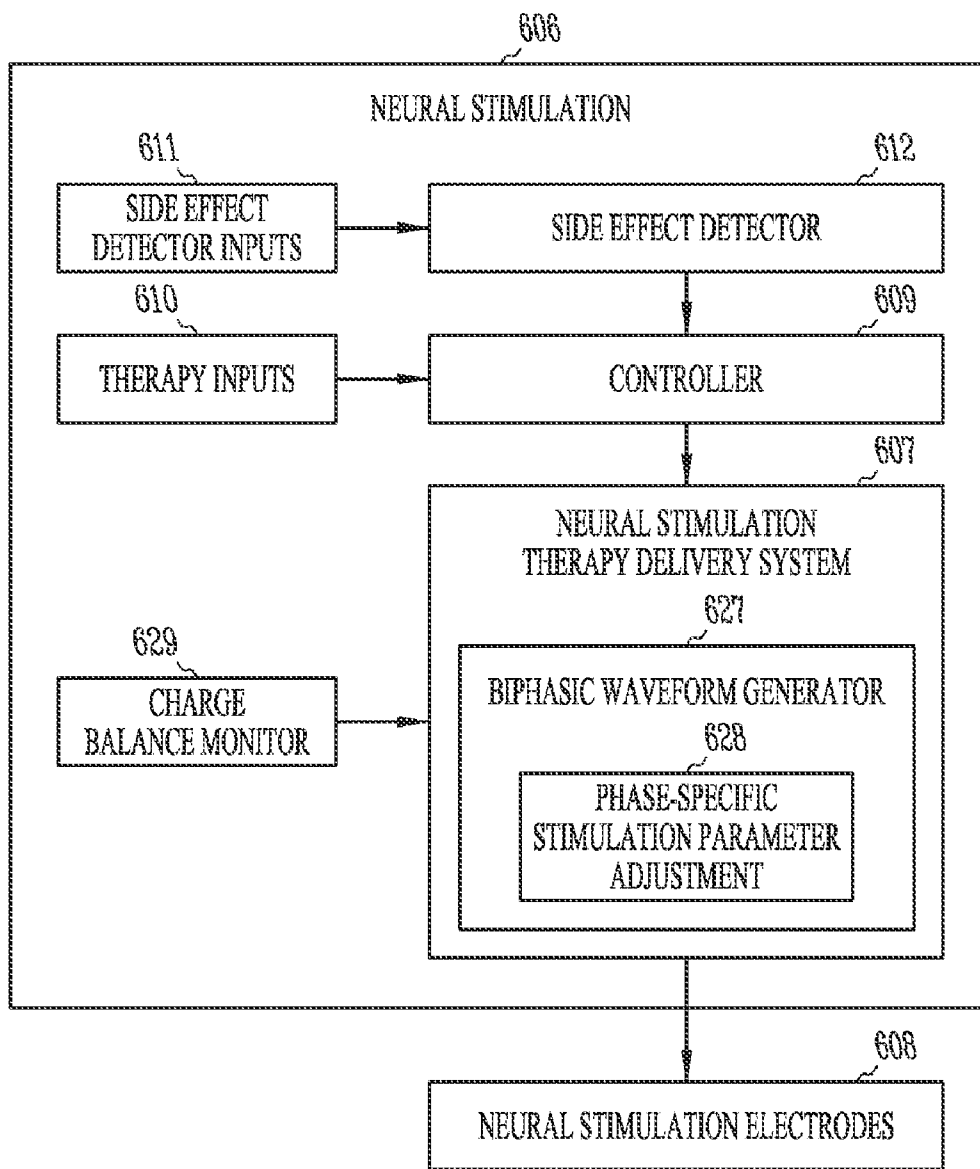 606
NEURAL STIMULATION
611
SIDE EFFECT
DETECTOR INPUTS
612
SIDE EFFECT DETECTOR
610
THERAPY INPUTS
609
CONTROLLER
607
NEURAL STIMULATION
THERAPY DELIVERY SYSTEM
627
BIPHASIC WAVEFORM GENERATOR
628
PHASE-SPECIFIC
STIMULATION PARAMETER
ADJUSTMENT
629
CHARGE
BALANCE MONITOR
608
NEURAL STIMULATION ELECTRODES